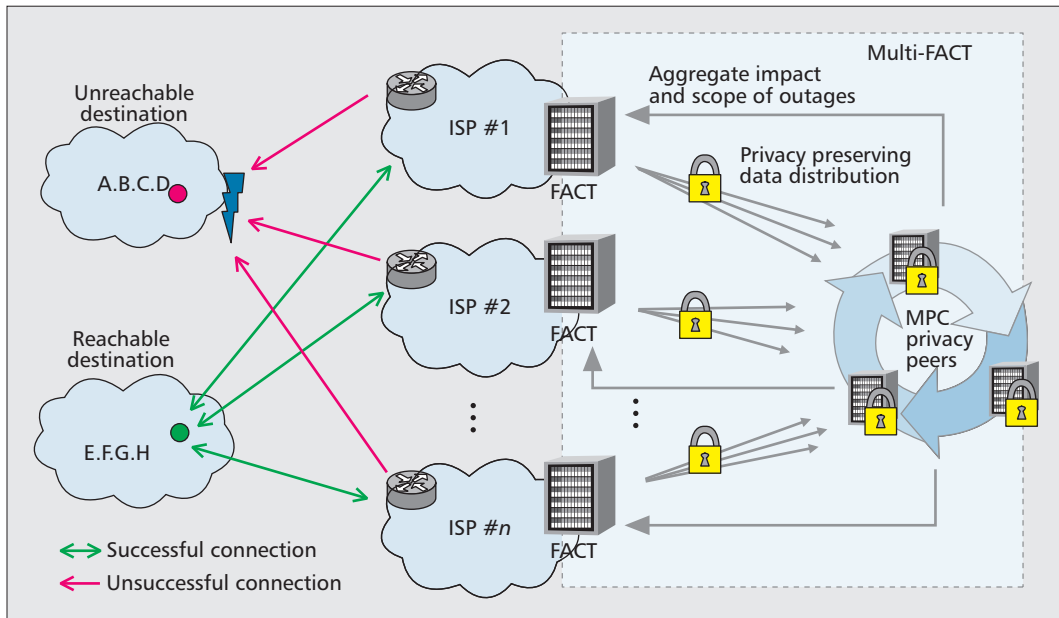 Multi-FACT
Unreachable
destination
A.B.C.D
ISP #1
FACT
Aggregate impact
and scope of outages
Privacy preserving
data distribution
ISP #2
FACT
MPC
privacy
peers
Reachable
destination
E.F.G.H
ISP #n
FACT
Successful connection
Unsuccessful connection